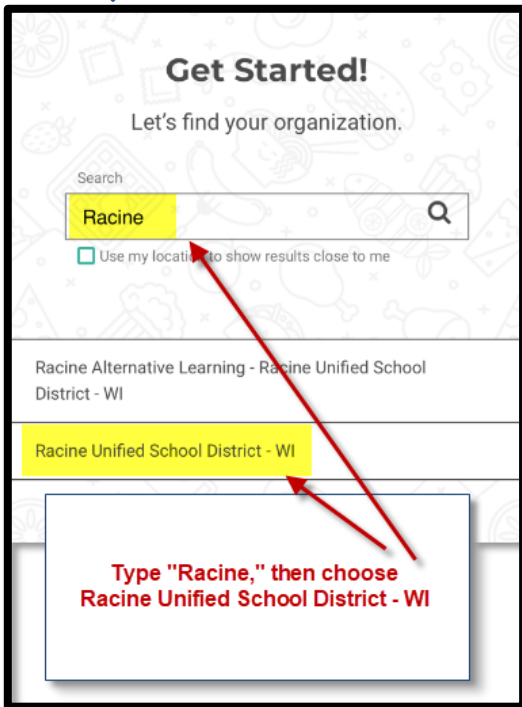 Get Started!
Let's find your organization.
Search
Racine
Use my location to show results close to me
Racine Alternative Learning - Racine Unified School
District - WI
Racine Unified School District - WI
Type "Racine," then choose
Racine Unified School District - WI